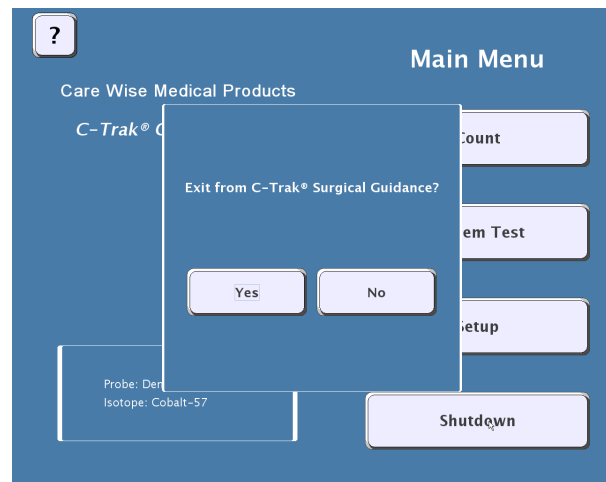 ?
Main Menu
Care Wise Medical Products
C-Trak®
Count
Exit from C-Trak® Surgical Guidance?
em Test
Yes
No
Setup
Probe:
Isotope: Cobalt-57
Shutdown